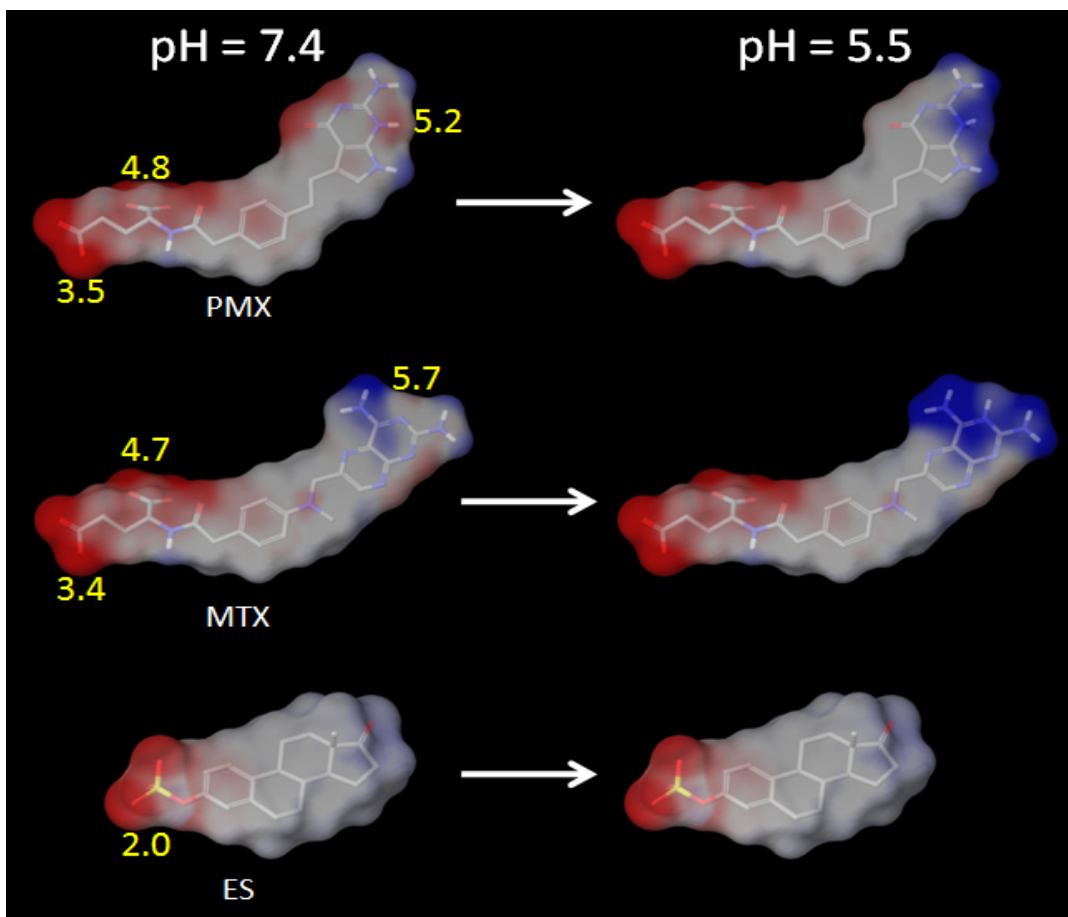 pH = 7.4
pH = 5.5
5.2
4.8
3.5
PMX
5.7
4.7
3.4
MTX
2.0
ES